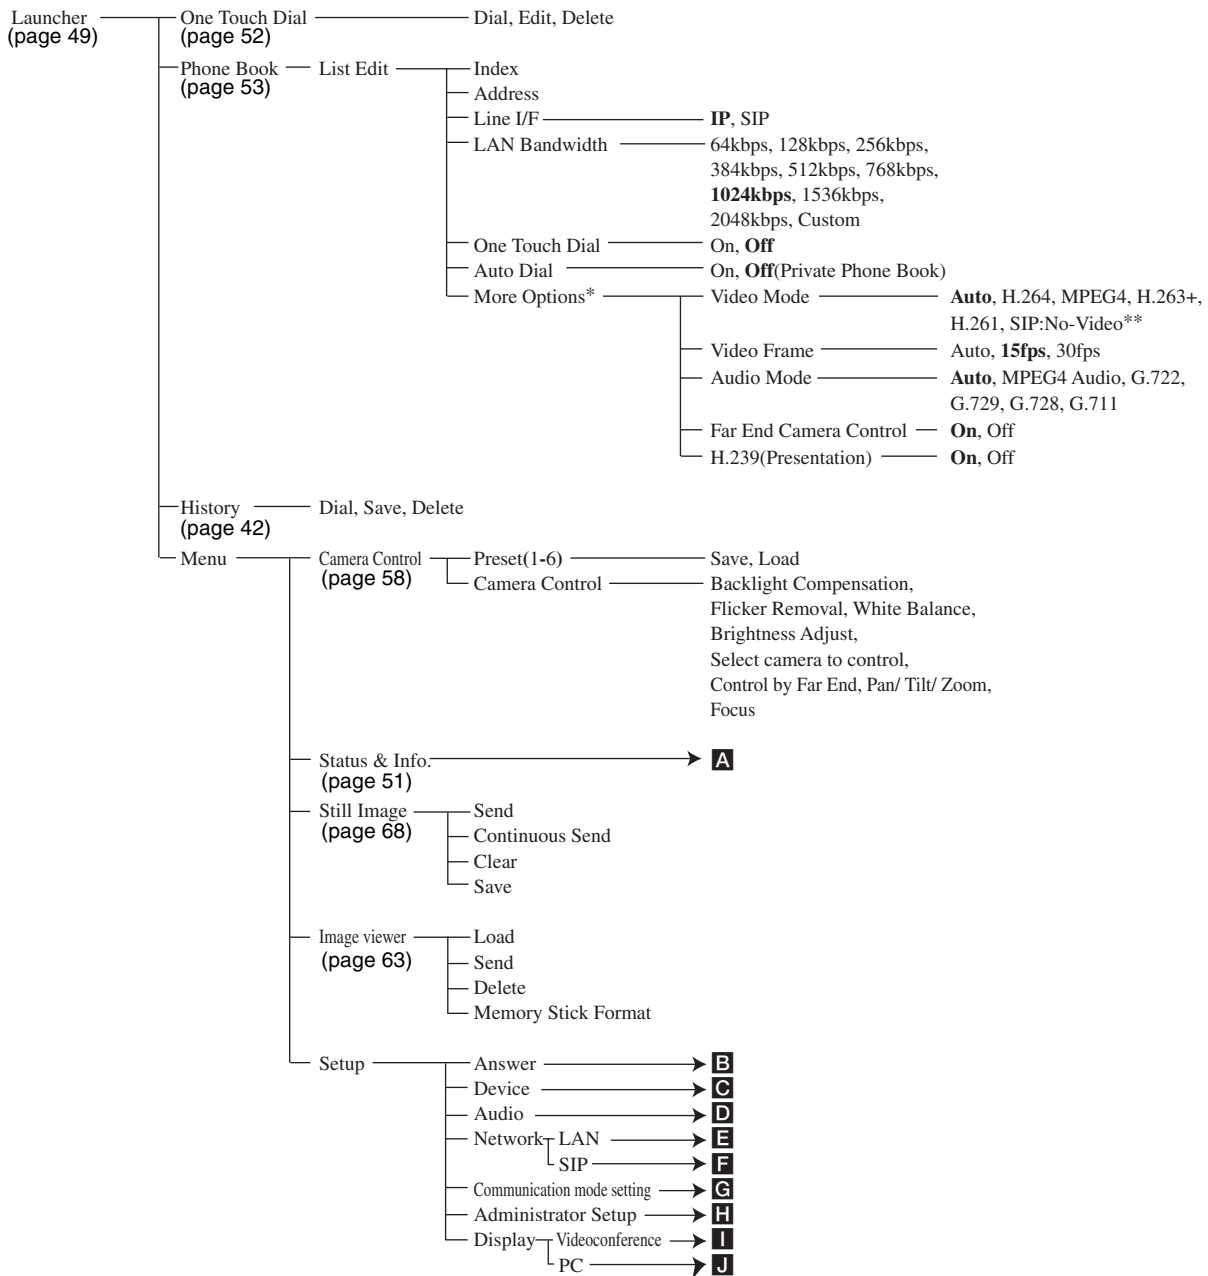 Launcher One Touch Dial Dial, Edit, Delete
(page 49) (page 52)
Phone Book List Edit Index
(page 53)
Address
Line I/F IP, SIP
LAN Bandwidth 64kbps, 128kbps, 256kbps,
384kbps, 512kbps, 768kbps,
1024kbps, 1536kbps,
2048kbps, Custom
One Touch Dial On, Off
Auto Dial On, Off(Private Phone Book)
More Options* Video Mode Auto, H.264, MPEG4, H.263+,
H.261, SIP:No-Video**
Video Frame Auto, 15fps, 30fps
Audio Mode Auto, MPEG4 Audio, G.722,
G.729, G.728, G.711
Far End Camera Control On, Off
H.239(Presentation) On, Off
History Dial, Save, Delete
(page 42)
Menu Camera Control Preset(1-6) Save, Load
(page 58) Camera Control Backlight Compensation,
Flicker Removal, White Balance,
Brightness Adjust,
Select camera to control,
Control by Far End, Pan/ Tilt/ Zoom,
Focus
Status & Info. A
(page 51)
Still Image Send
(page 68)
Continuous Send
Clear
Save
Image viewer Load
(page 63)
Send
Delete
Memory Stick Format
Setup Answer B
Device C
Audio D
Network LAN E
SIP F
Communication mode setting G
Administrator Setup H
Display Videoconference I
PC J